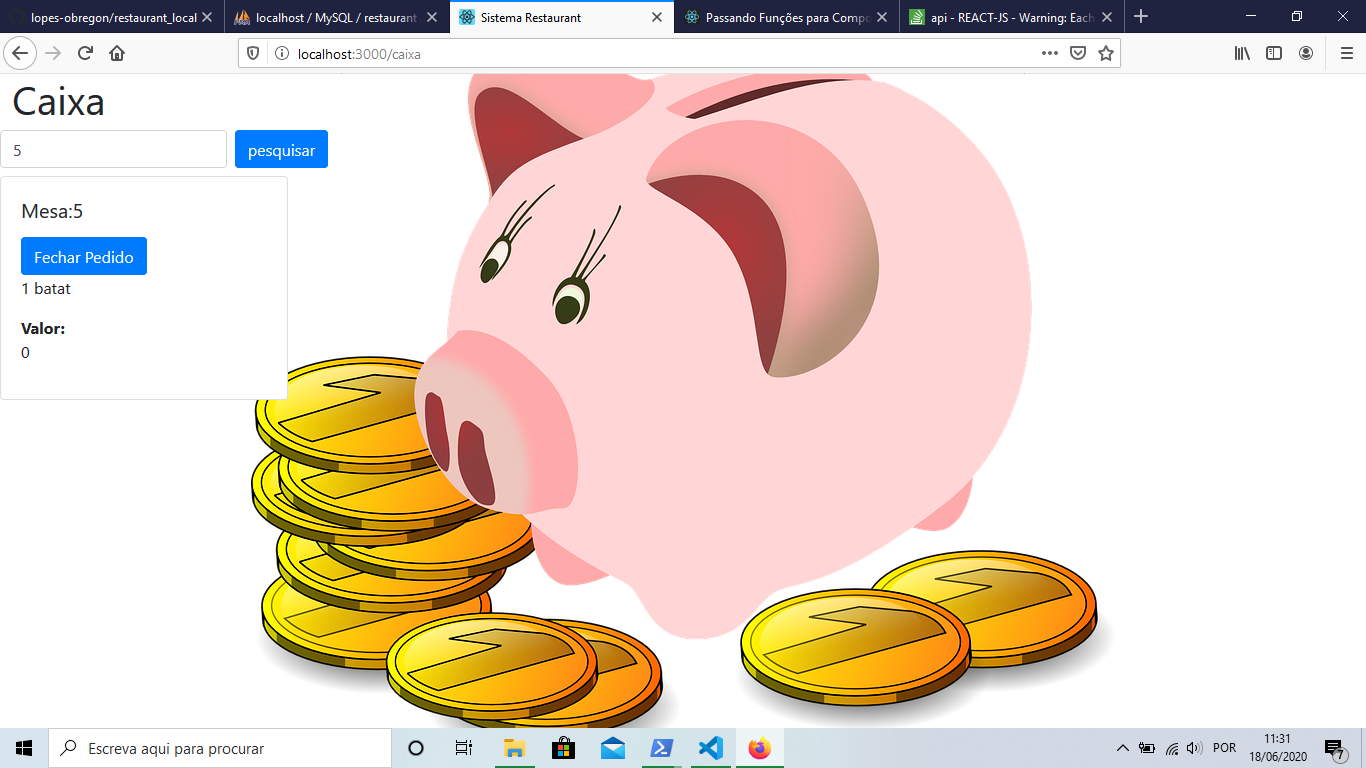 lopes-obregon/restaurant_local
localhost / MySQL / restaurant
Sistema Restaurant
Passando Funções para Compo
api - REACT-JS - Warning: Each
localhost:3000/caixa
Caixa
5
pesquisar
Mesa:5
Fechar Pedido
1 batat
Valor:
0
Escreva aqui para procurar
POR
11:31
18/06/2020
7